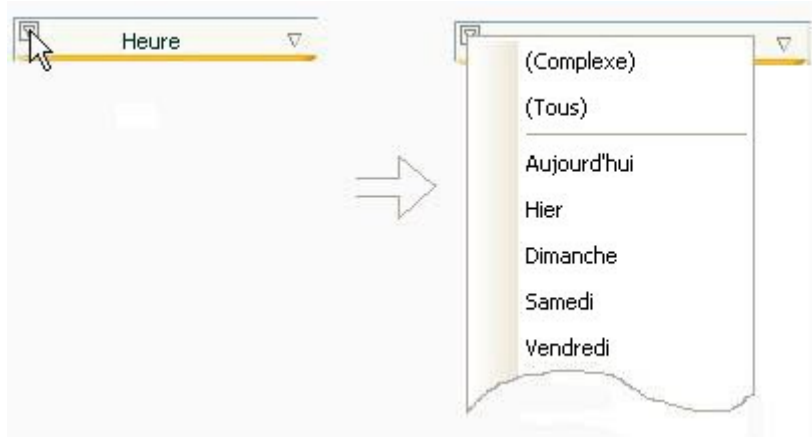 Heure
(Complexe)
(Tous)
Aujourd'hui
Hier
Dimanche
Samedi
Vendredi